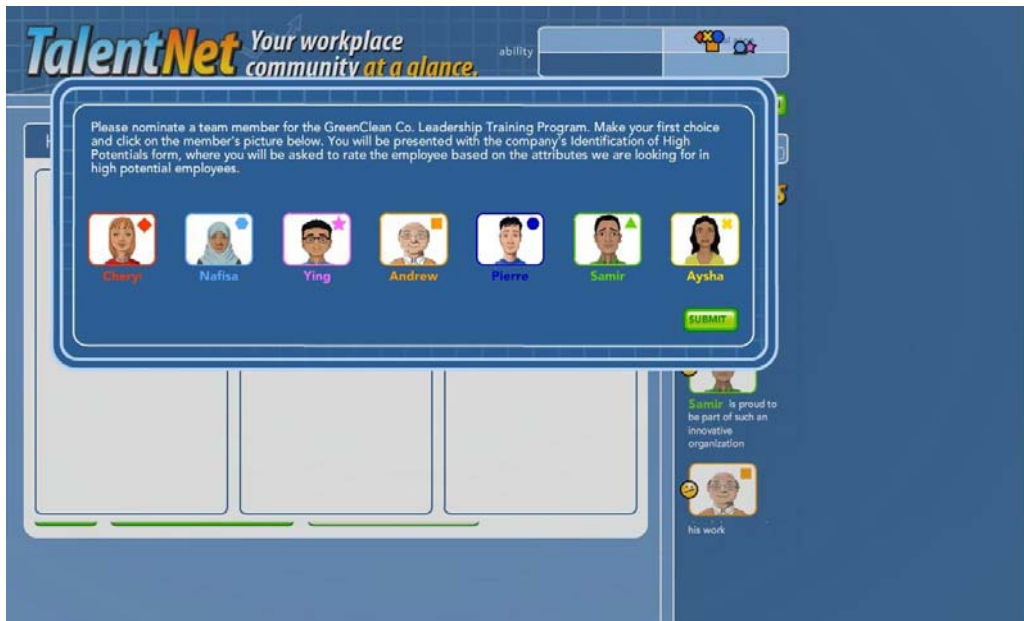 TalentNet Your workplace
community at a glance.
ability
Please nominate a team member for the GreenClean Co. Leadership Training Program. Make your first choice
and click on the member's picture below. You will be presented with the company's Identification of High
Potentials form, where you will be asked to rate the employee based on the attributes we are looking for in
high potential employees.
Cheryl Nafisa Ying Andrew Pierre Samir Aysha
SUBMIT
Samir is proud to
be part of such an
innovative
organization
his work